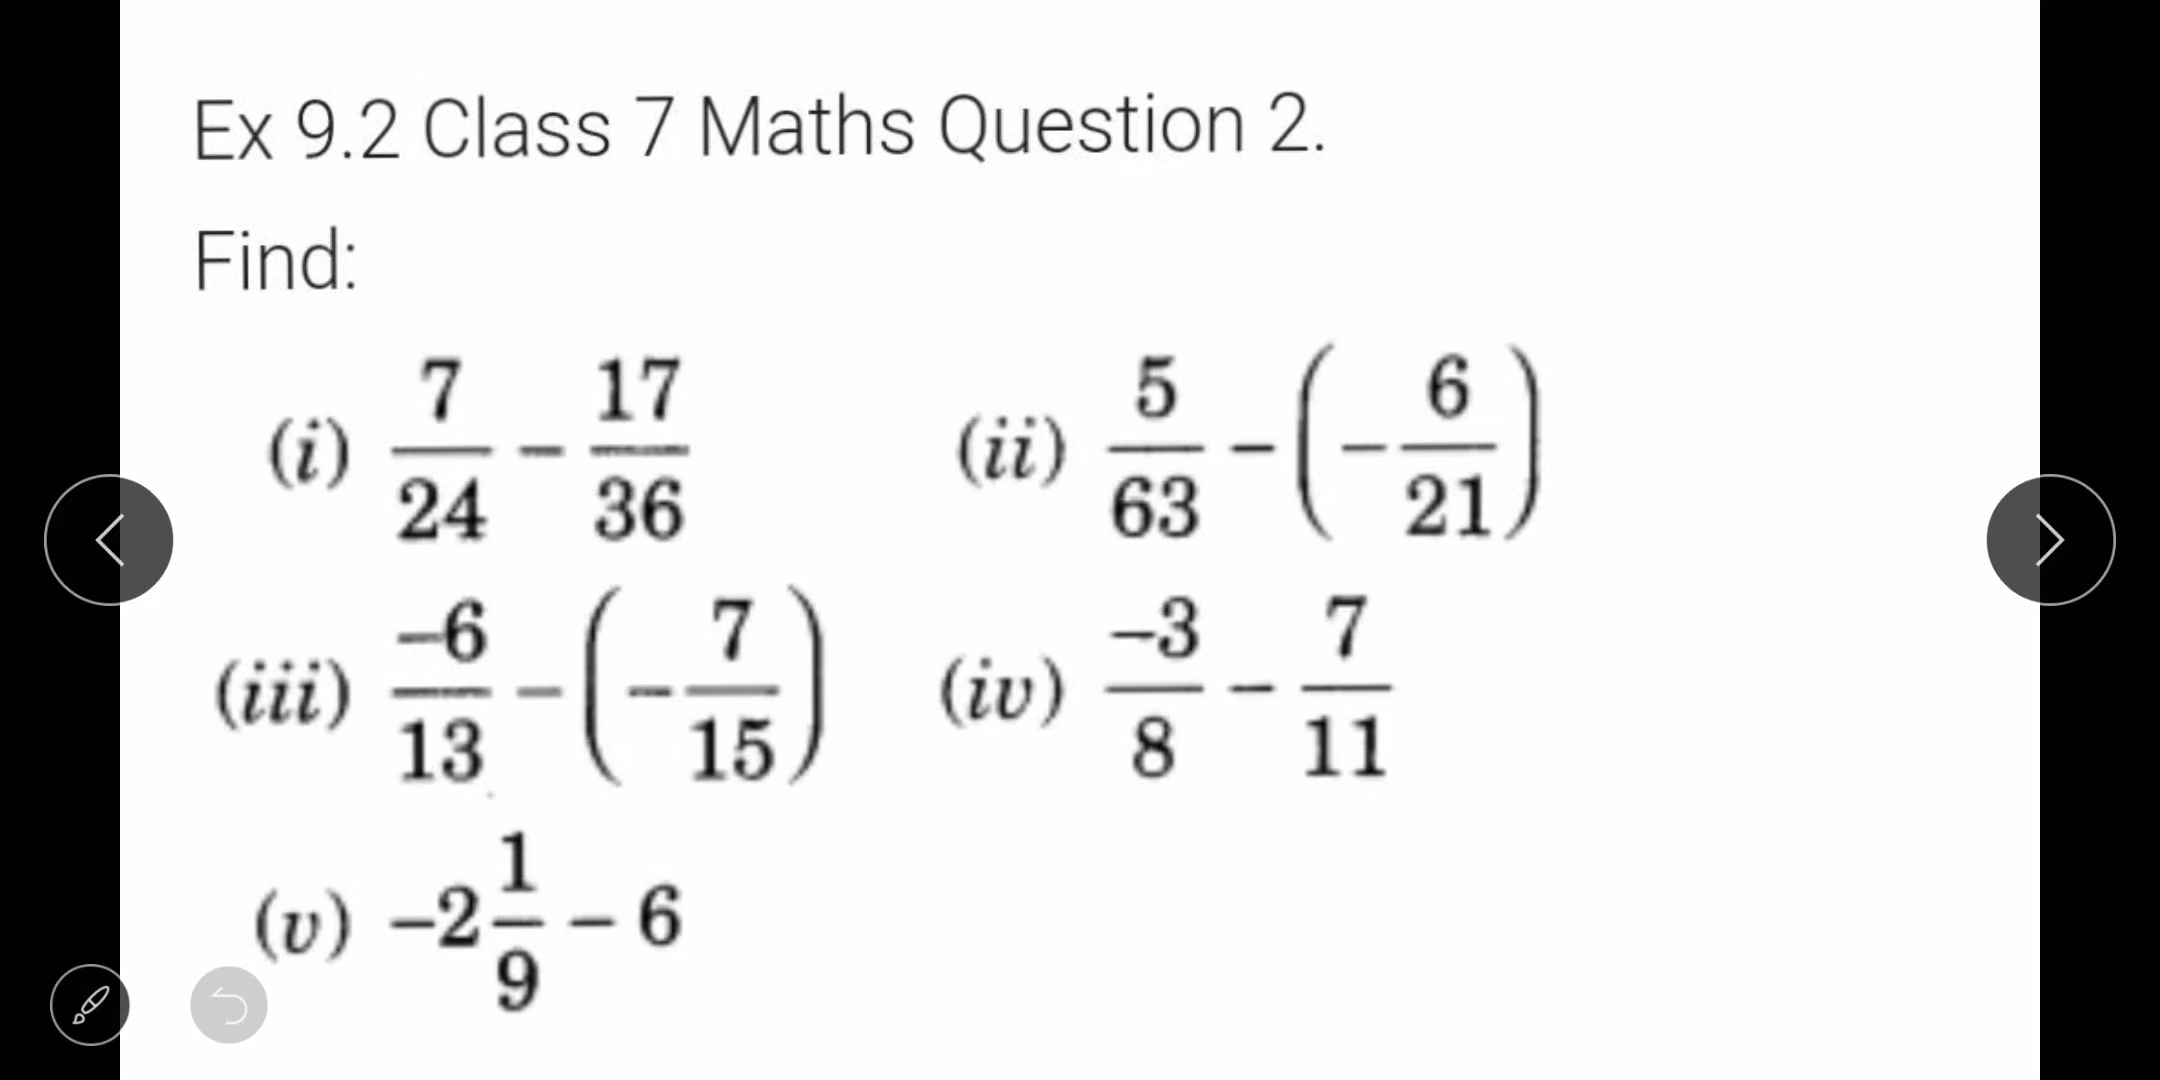 Ex 9.2 Class 7 Maths Question 2.
Find:
(i) 7/24 − 17/36 (ii) 5/63 − (−6/21)
(iii) −6/13 − (−7/15) (iv) −3/8 − 7/11
(v) −2 1/9 − 6